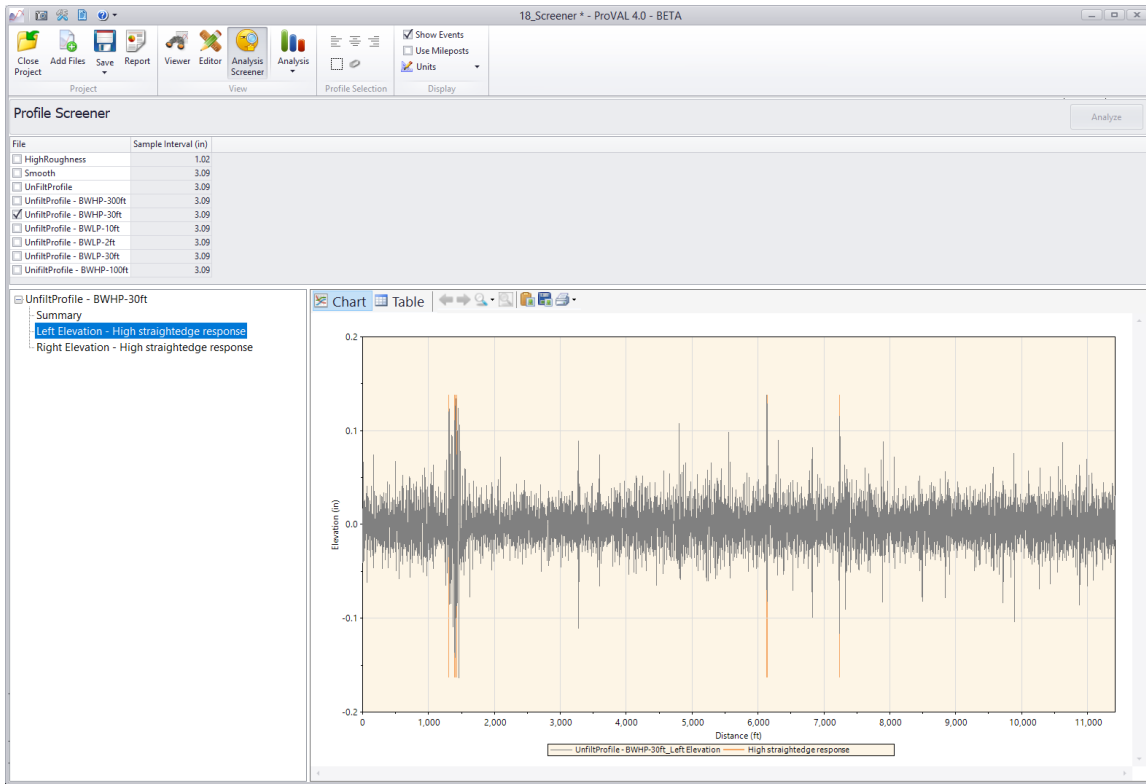 18_Screener * - ProVAL 4.0 - BETA
Close Project
Add Files
Save
Report
Viewer
Editor
Analysis Screener
Analysis
Show Events
Use Mileposts
Units
Project
View
Profile Selection
Display
Profile Screener
Analyze
File Sample Interval (in)
HighRoughness 1.02
Smooth 3.09
UnFiltProfile 3.09
UnfiltProfile - BWHP-300ft 3.09
UnfiltProfile - BWHP-30ft 3.09
UnfiltProfile - BWLP-10ft 3.09
UnfiltProfile - BWLP-2ft 3.09
UnfiltProfile - BWLP-30ft 3.09
UnifiltProfile - BWHP-100ft 3.09
UnfiltProfile - BWHP-30ft
Summary
Left Elevation - High straightedge response
Right Elevation - High straightedge response
Chart
Table
0.2
0.1
0.0
-0.1
-0.2
Elevation (in)
0 1,000 2,000 3,000 4,000 5,000 6,000 7,000 8,000 9,000 10,000 11,000
Distance (ft)
UnfiltProfile - BWHP-30ft_Left Elevation
High straightedge response